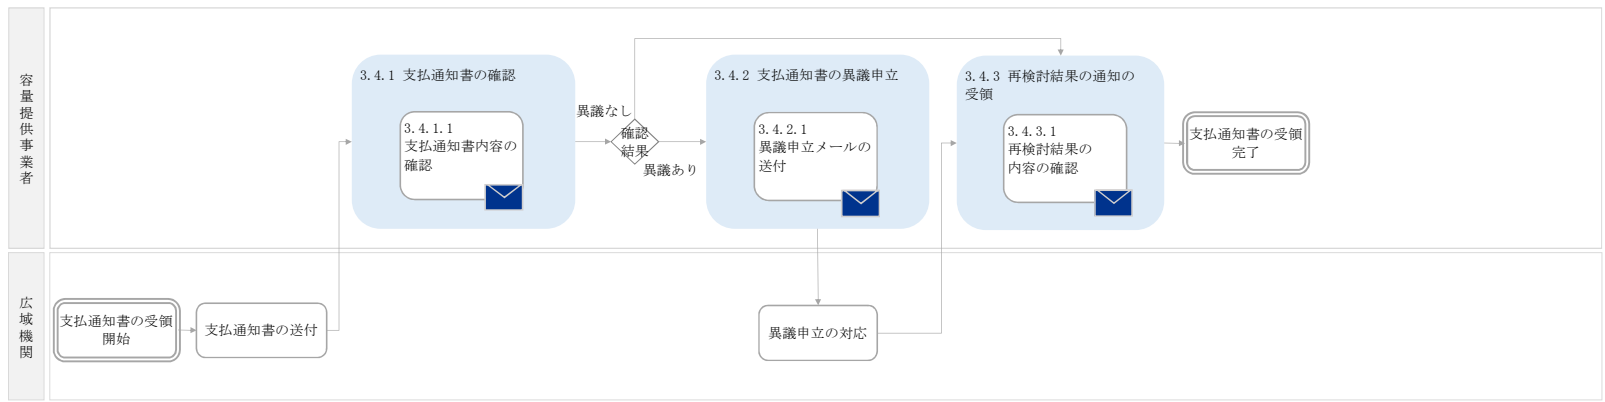 容量提供事業者
3.4.1 支払通知書の確認
3.4.1.1
支払通知書内容の
確認
異議なし
確認
結果
異議あり
3.4.2 支払通知書の異議申立
3.4.2.1
異議申立メールの
送付
3.4.3 再検討結果の通知の
受領
3.4.3.1
再検討結果の
内容の確認
支払通知書の受領
完了
広域機関
支払通知書の受領
開始
支払通知書の送付
異議申立の対応